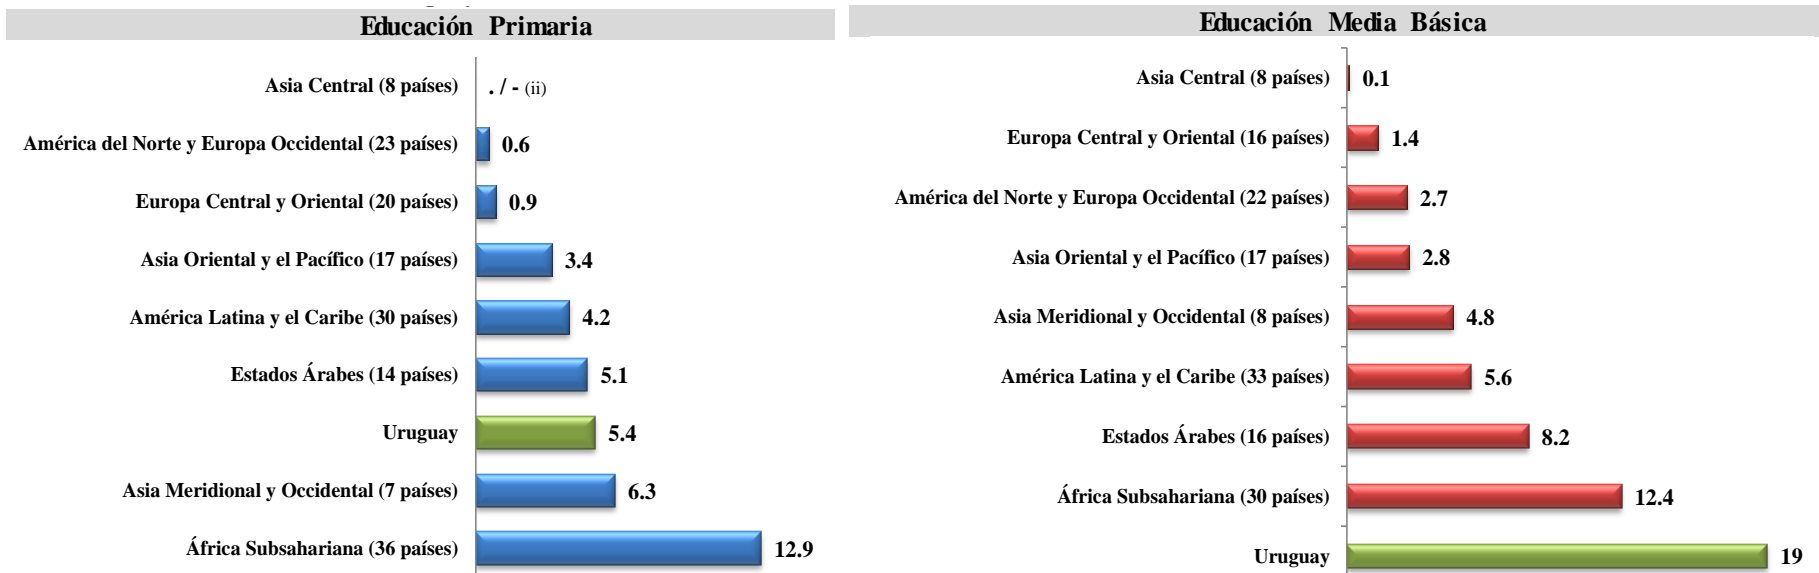 Educación Primaria
Asia Central (8 países) . / - (ii)
América del Norte y Europa Occidental (23 países) 0.6
Europa Central y Oriental (20 países) 0.9
Asia Oriental y el Pacífico (17 países) 3.4
América Latina y el Caribe (30 países) 4.2
Estados Árabes (14 países) 5.1
Uruguay 5.4
Asia Meridional y Occidental (7 países) 6.3
África Subsahariana (36 países) 12.9
Educación Media Básica
Asia Central (8 países) 0.1
Europa Central y Oriental (16 países) 1.4
América del Norte y Europa Occidental (22 países) 2.7
Asia Oriental y el Pacífico (17 países) 2.8
Asia Meridional y Occidental (8 países) 4.8
América Latina y el Caribe (33 países) 5.6
Estados Árabes (16 países) 8.2
África Subsahariana (30 países) 12.4
Uruguay 19